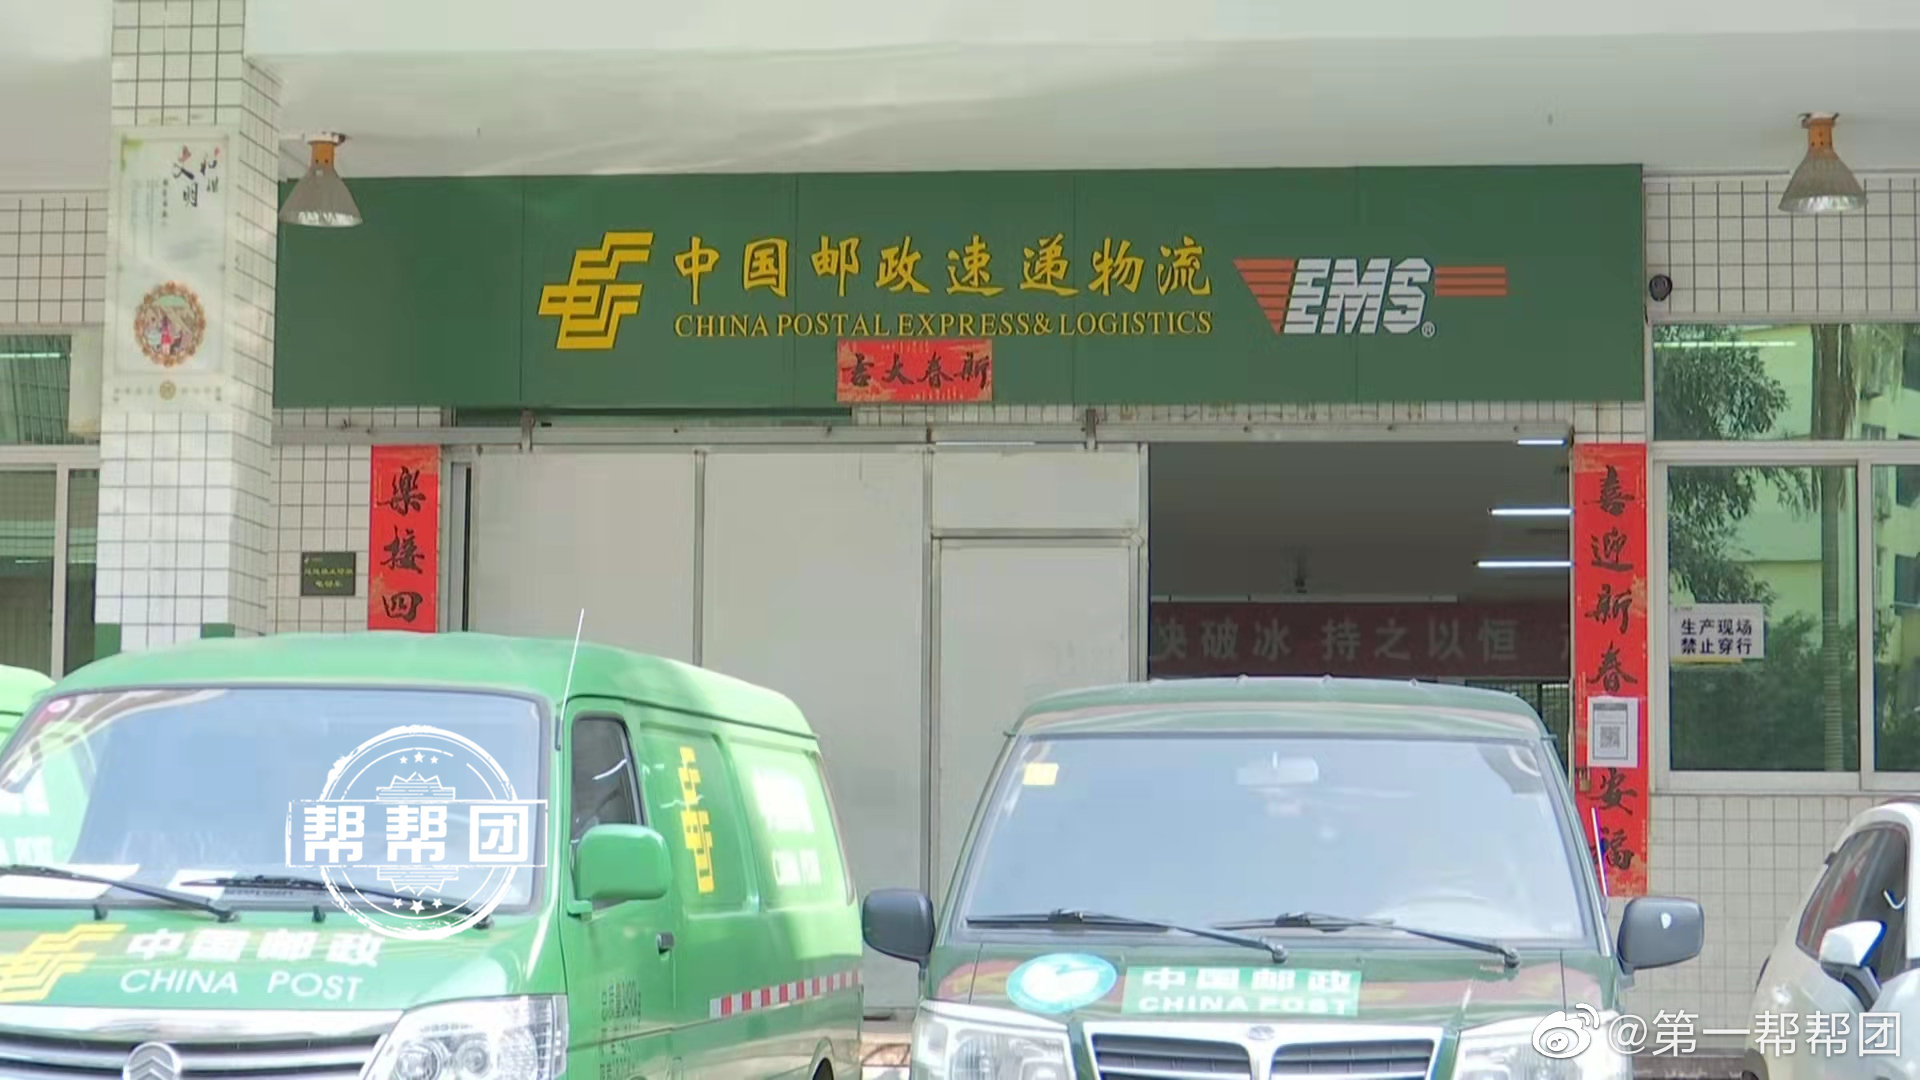 文明
中国邮政速递物流
CHINA POSTAL EXPRESS & LOGISTICS
EMS®
吉大春新
楽接四
喜迎新春安福
破冰 持之以恒
生产现场
禁止穿行
帮帮团
中国邮政
CHINA POST
中国邮政
CHINA POST
@第一帮帮团